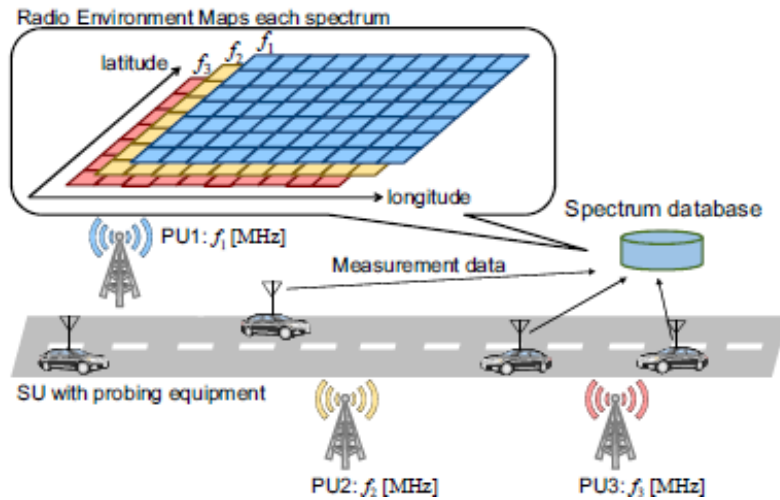 Radio Environment Maps each spectrum
f₁
f₂
f₃
latitude
longitude
Spectrum database
PU1: f₁ [MHz]
Measurement data
SU with probing equipment
PU2: f₂ [MHz]
PU3: f₃ [MHz]